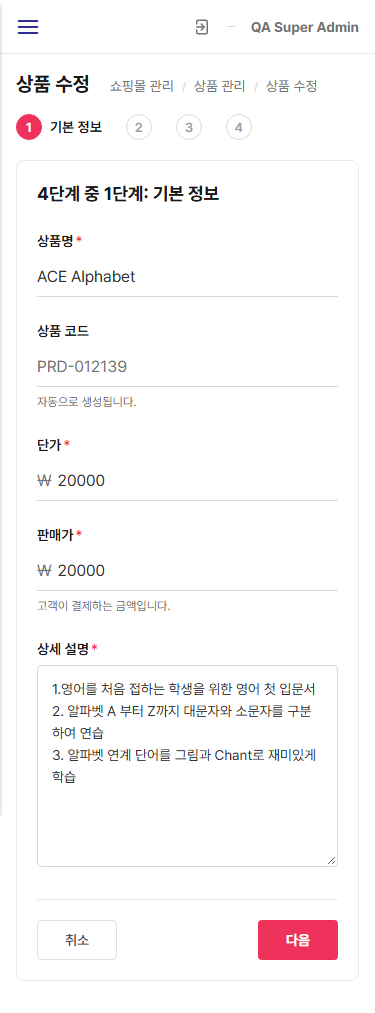 QA Super Admin
상품 수정
쇼핑몰 관리 / 상품 관리 / 상품 수정
1 기본 정보 2 3 4
4단계 중 1단계: 기본 정보
상품명 *
ACE Alphabet
상품 코드
PRD-012139
자동으로 생성됩니다.
단가 *
₩ 20000
판매가 *
₩ 20000
고객이 결제하는 금액입니다.
상세 설명 *
1.영어를 처음 접하는 학생을 위한 영어 첫 입문서
2. 알파벳 A 부터 Z까지 대문자와 소문자를 구분
하여 연습
3. 알파벳 연계 단어를 그림과 Chant로 재미있게
학습
취소 다음